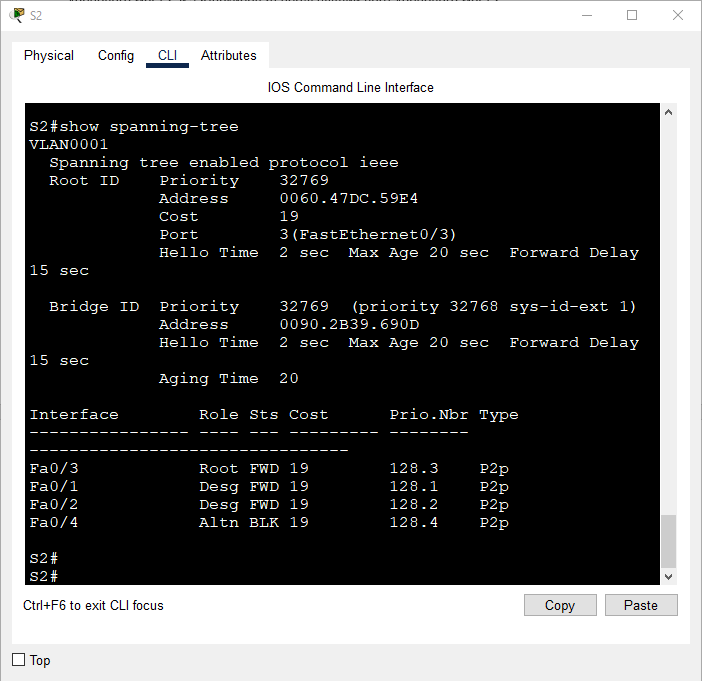 S2
Physical Config CLI Attributes
IOS Command Line Interface
S2#show spanning-tree
VLAN0001
  Spanning tree enabled protocol ieee
  Root ID    Priority    32769
             Address     0060.47DC.59E4
             Cost        19
             Port        3(FastEthernet0/3)
             Hello Time  2 sec  Max Age 20 sec  Forward Delay
15 sec

  Bridge ID  Priority    32769  (priority 32768 sys-id-ext 1)
             Address     0090.2B39.690D
             Hello Time  2 sec  Max Age 20 sec  Forward Delay
15 sec
             Aging Time  20

Interface        Role Sts Cost      Prio.Nbr Type
---------------- ---- --- --------- --------
--------------------------------
Fa0/3            Root FWD 19        128.3    P2p
Fa0/1            Desg FWD 19        128.1    P2p
Fa0/2            Desg FWD 19        128.2    P2p
Fa0/4            Altn BLK 19        128.4    P2p

S2#
S2#
Ctrl+F6 to exit CLI focus Copy Paste
Top